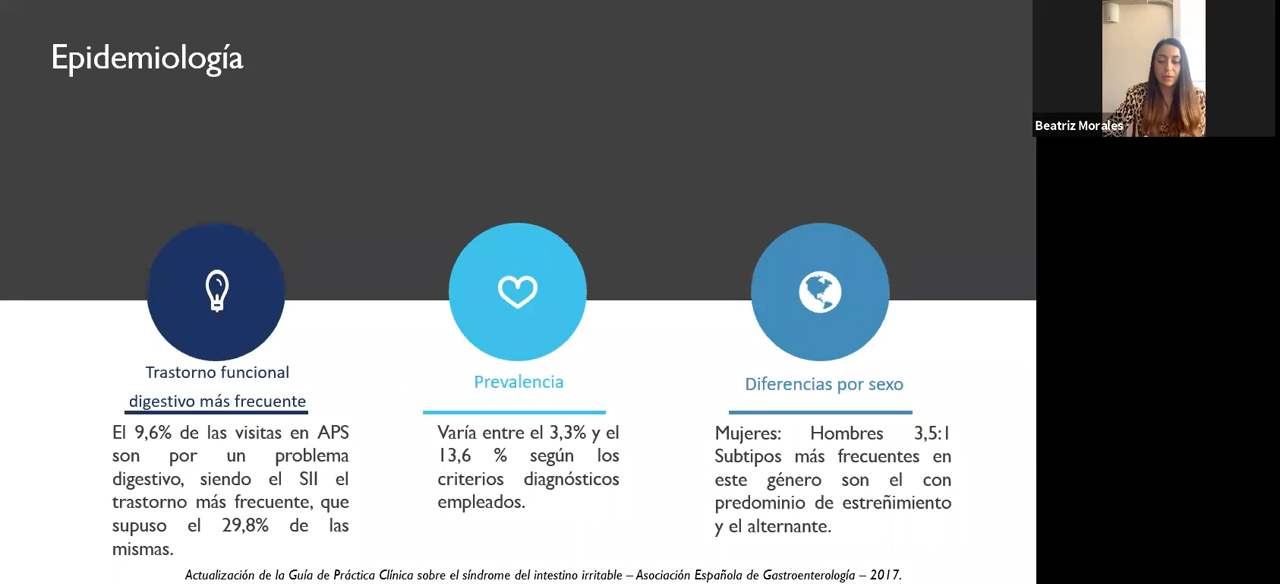 Epidemiología
Beatriz Morales
Trastorno funcional
digestivo más frecuente
El 9,6% de las visitas en APS
son por un problema
digestivo, siendo el SII el
trastorno más frecuente, que
supuso el 29,8% de las
mismas.
Prevalencia
Varía entre el 3,3% y el
13,6 % según los
criterios diagnósticos
empleados.
Diferencias por sexo
Mujeres: Hombres 3,5:1
Subtipos más frecuentes en
este género son el con
predominio de estreñimiento
y el alternante.
Actualización de la Guía de Práctica Clínica sobre el síndrome del intestino irritable – Asociación Española de Gastroenterología – 2017.